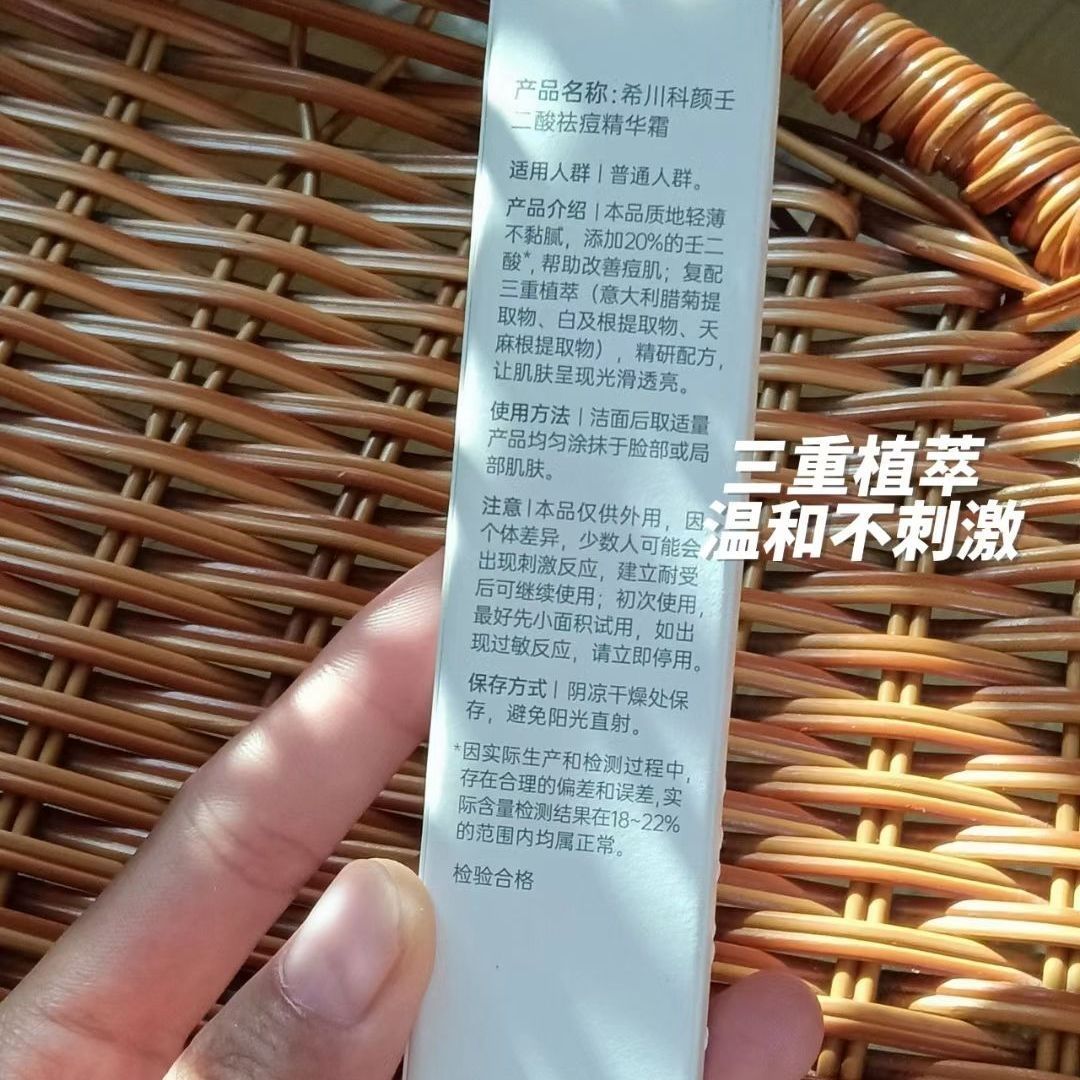 产品名称：希川科颜壬
二酸祛痘精华霜
适用人群 | 普通人群。
产品介绍 | 本品质地轻薄
不黏腻，添加20%的壬二
酸*，帮助改善痘肌；复配
三重植萃（意大利腊菊提
取物、白及根提取物、天
麻根提取物），精研配方，
让肌肤呈现光滑透亮。
使用方法 | 洁面后取适量
产品均匀涂抹于脸部或局
部肌肤。
注意 | 本品仅供外用，因
个体差异，少数人可能会
出现刺激反应，建立耐受
后可继续使用；初次使用，
最好先小面积试用，如出
现过敏反应，请立即停用。
保存方式 | 阴凉干燥处保
存，避免阳光直射。
*因实际生产和检测过程中，
存在合理的偏差和误差，实
际含量检测结果在18~22%
的范围内均属正常。
检验合格
三重植萃
温和不刺激